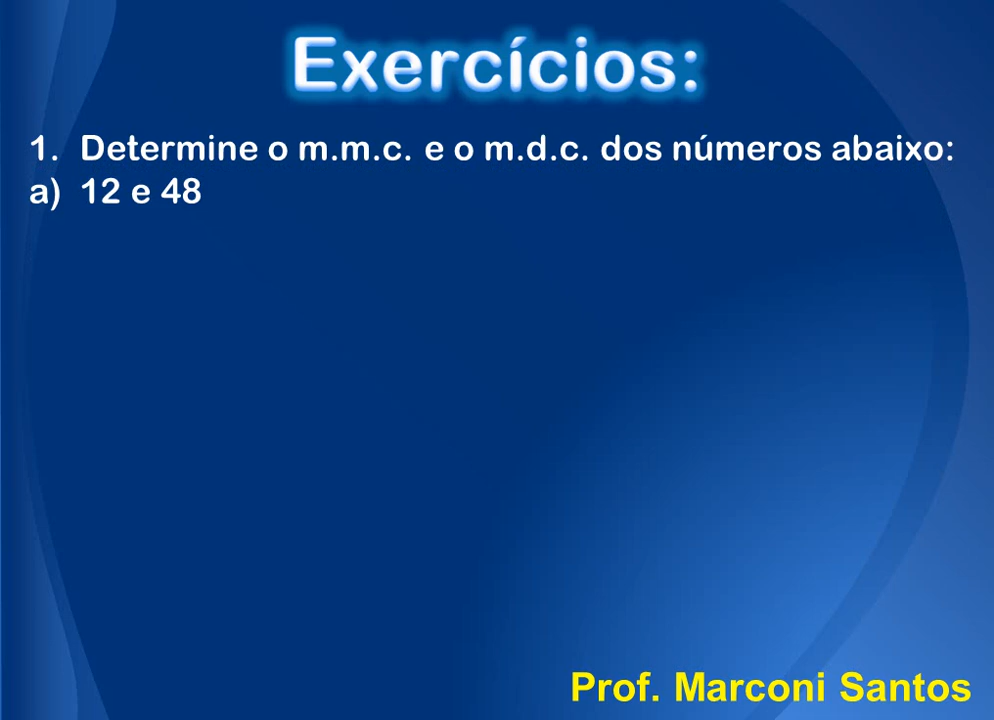 Exercícios:
1. Determine o m.m.c. e o m.d.c. dos números abaixo:
a) 12 e 48
Prof. Marconi Santos